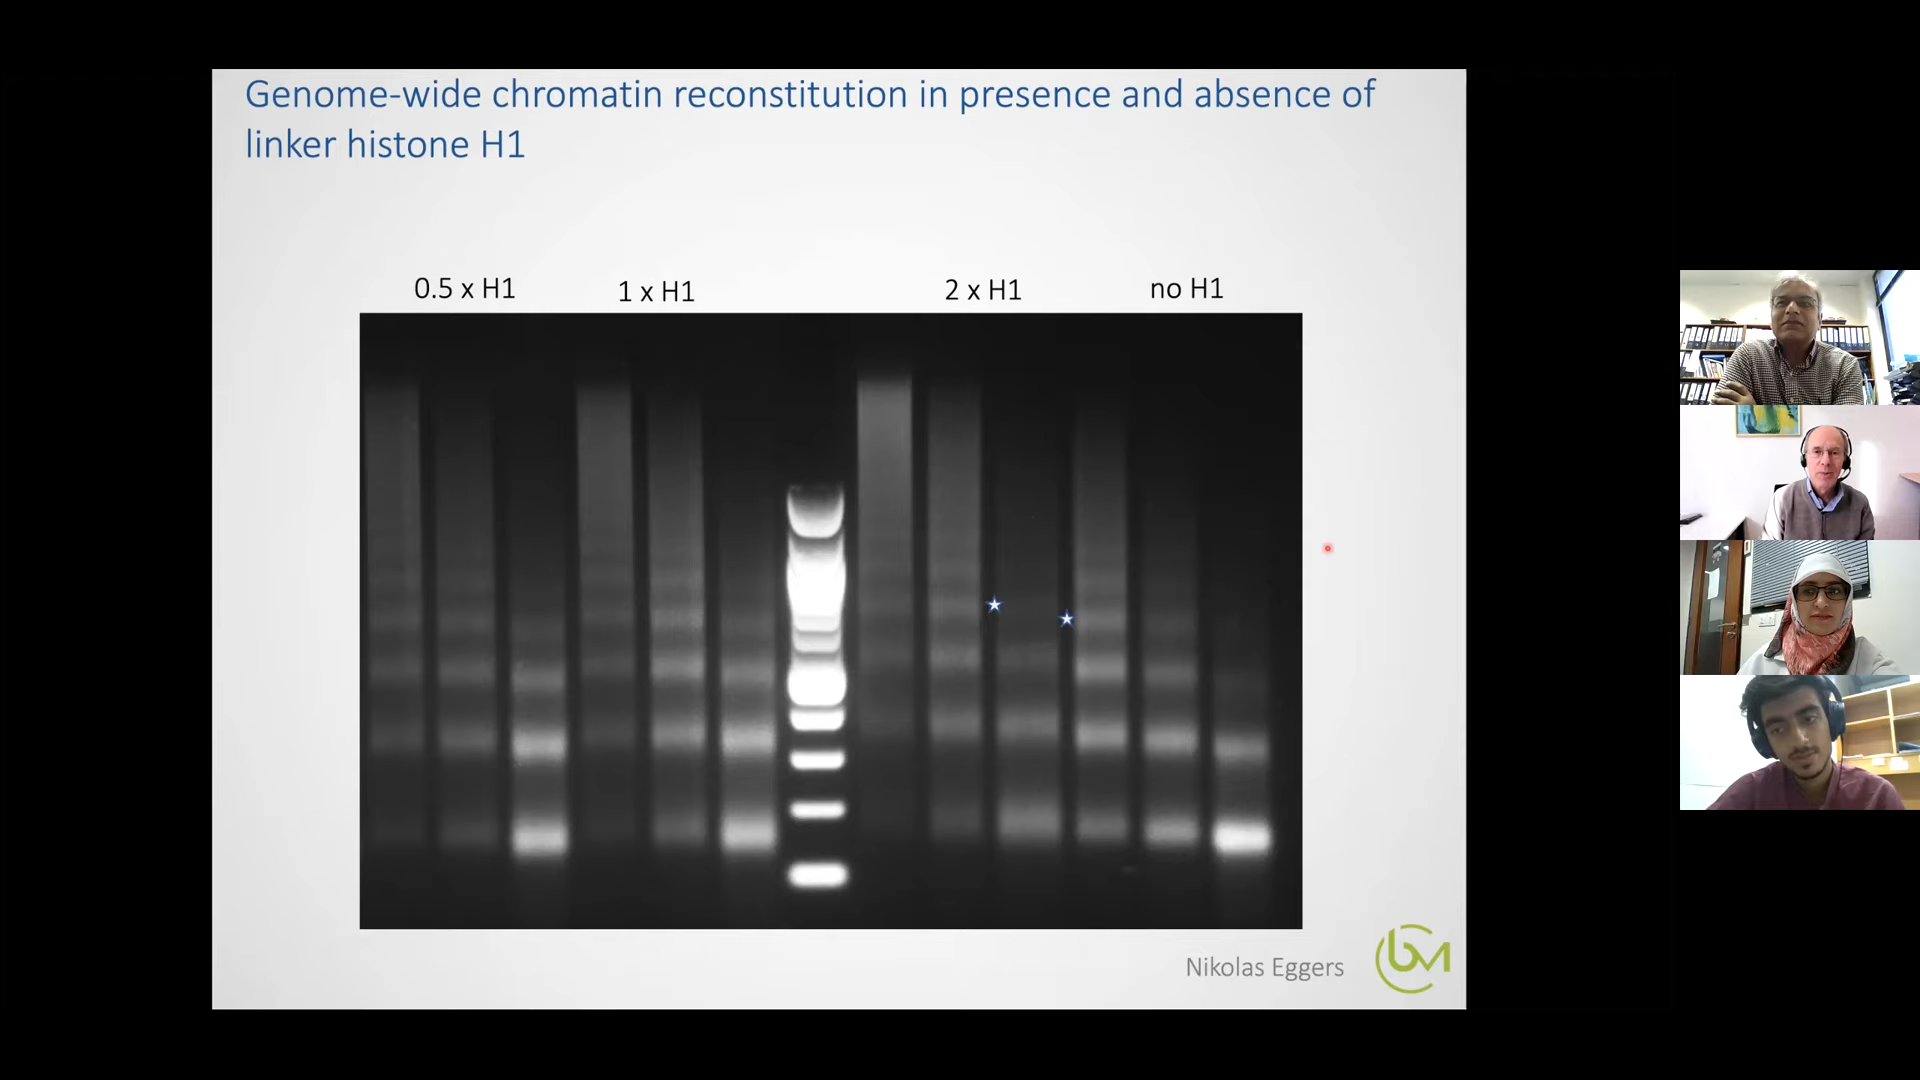 Genome-wide chromatin reconstitution in presence and absence of
linker histone H1
0.5 x H1
1 x H1
2 x H1
no H1
Nikolas Eggers
BM